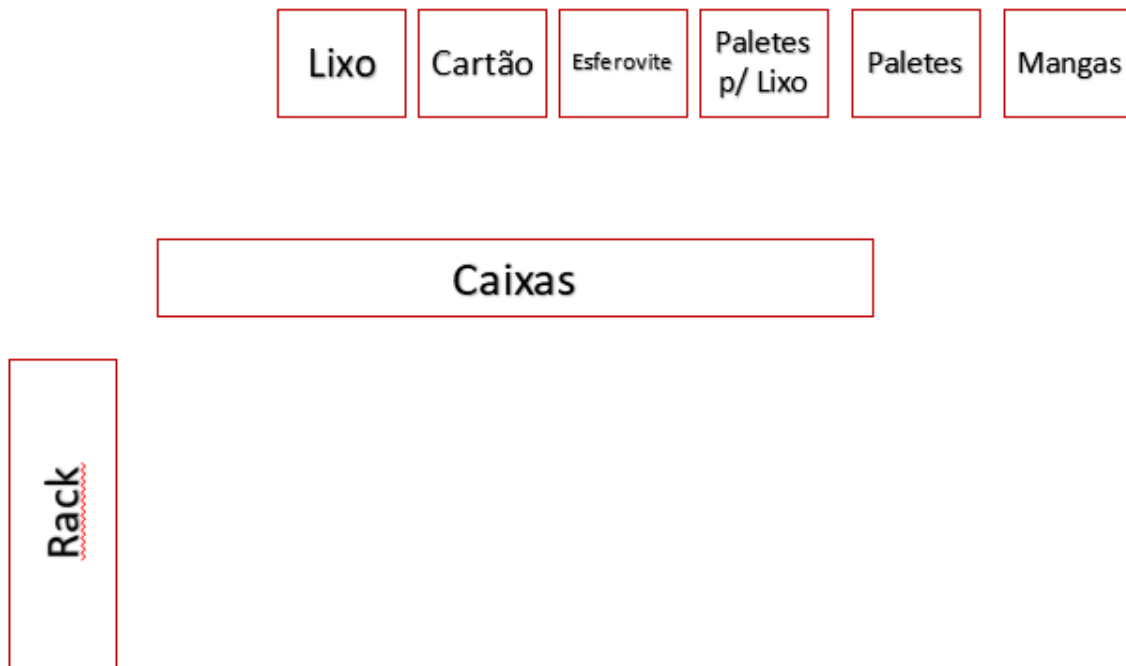 Lixo
Cartão
Esferovite
Paletes
p/ Lixo
Paletes
Mangas
Caixas
Rack